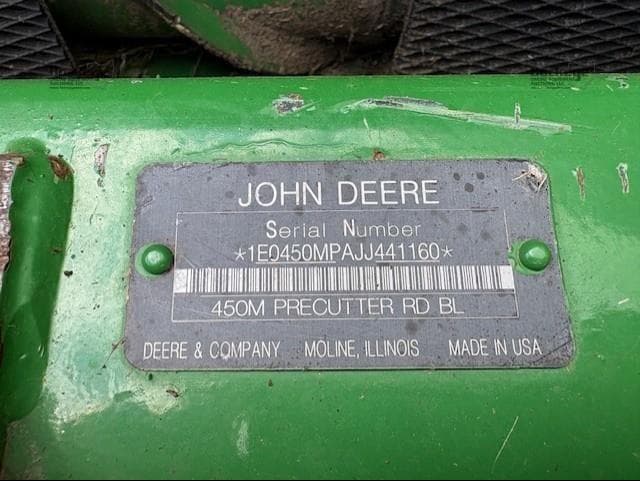 JOHN DEERE
Serial Number
*1E0450MPAJJ441160*
450M PRECUTTER RD BL
DEERE & COMPANY MOLINE, ILLINOIS MADE IN USA